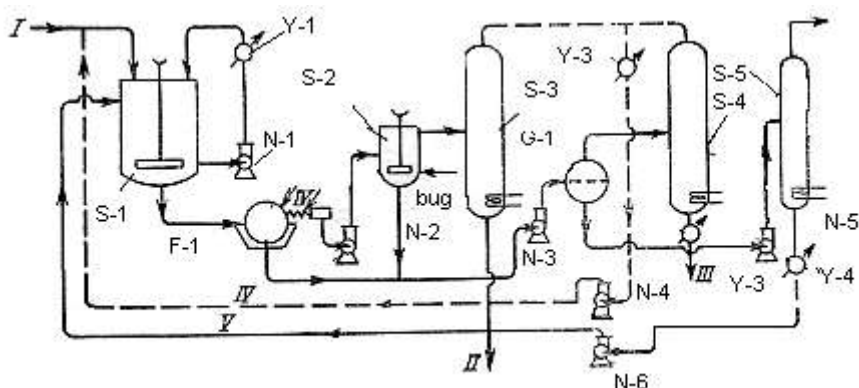 I
Y-1
S-2
Y-3
S-5
S-3
S-4
G-1
N-1
S-1
IV
bug
F-1
N-2
N-5
N-3
N-4
III
Y-3
Y-4
IV
V
II
N-6